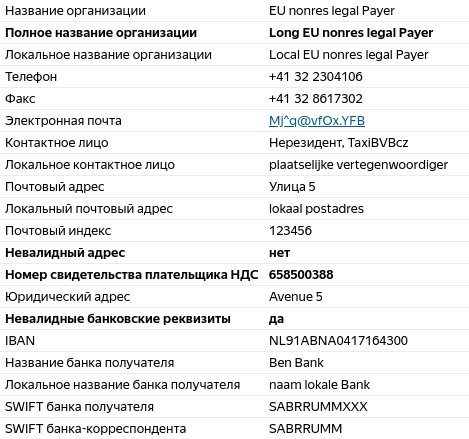 Название организации EU nonres legal Payer
Полное название организации Long EU nonres legal Payer
Локальное название организации Local EU nonres legal Payer
Телефон +41 32 2304106
Факс +41 32 8617302
Электронная почта Mj^q@vfOx.YFB
Контактное лицо Нерезидент, TaxiBVBcz
Локальное контактное лицо plaatselijke vertegenwoordiger
Почтовый адрес Улица 5
Локальный почтовый адрес lokaal postadres
Почтовый индекс 123456
Невалидный адрес нет
Номер свидетельства плательщика НДС 658500388
Юридический адрес Avenue 5
Невалидные банковские реквизиты да
IBAN NL91ABNA0417164300
Название банка получателя Ben Bank
Локальное название банка получателя naam lokale Bank
SWIFT банка получателя SABRRUMMXXX
SWIFT банка-корреспондента SABRRUMM